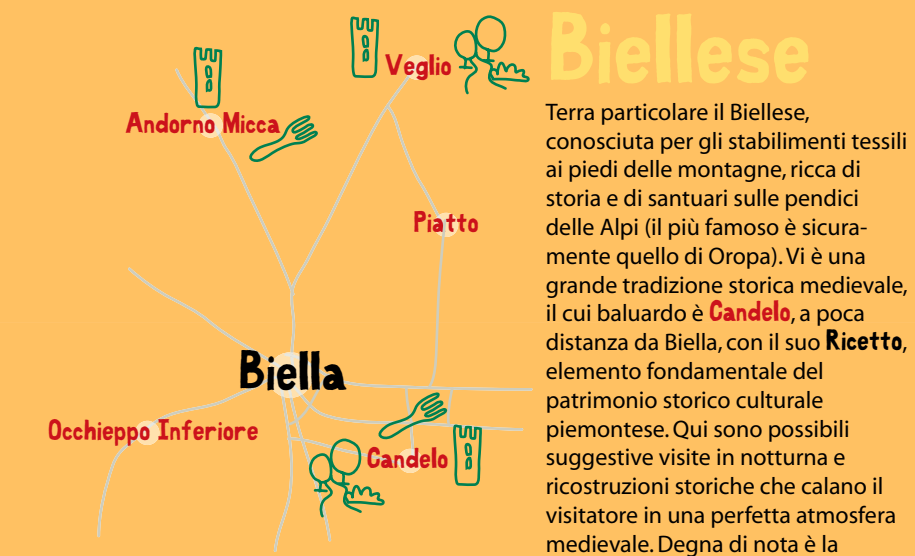 Veglio
Andorno Micca
Piatto
Biella
Occhieppo Inferiore
Candelo
Biellese
Terra particolare il Biellese,
conosciuta per gli stabilimenti tessili
ai piedi delle montagne, ricca di
storia e di santuari sulle pendici
delle Alpi (il più famoso è sicura-
mente quello di Oropa). Vi è una
grande tradizione storica medievale,
il cui baluardo è Candelo, a poca
distanza da Biella, con il suo Ricetto,
elemento fondamentale del
patrimonio storico culturale
piemontese. Qui sono possibili
suggestive visite in notturna e
ricostruzioni storiche che calano il
visitatore in una perfetta atmosfera
medievale. Degna di nota è la